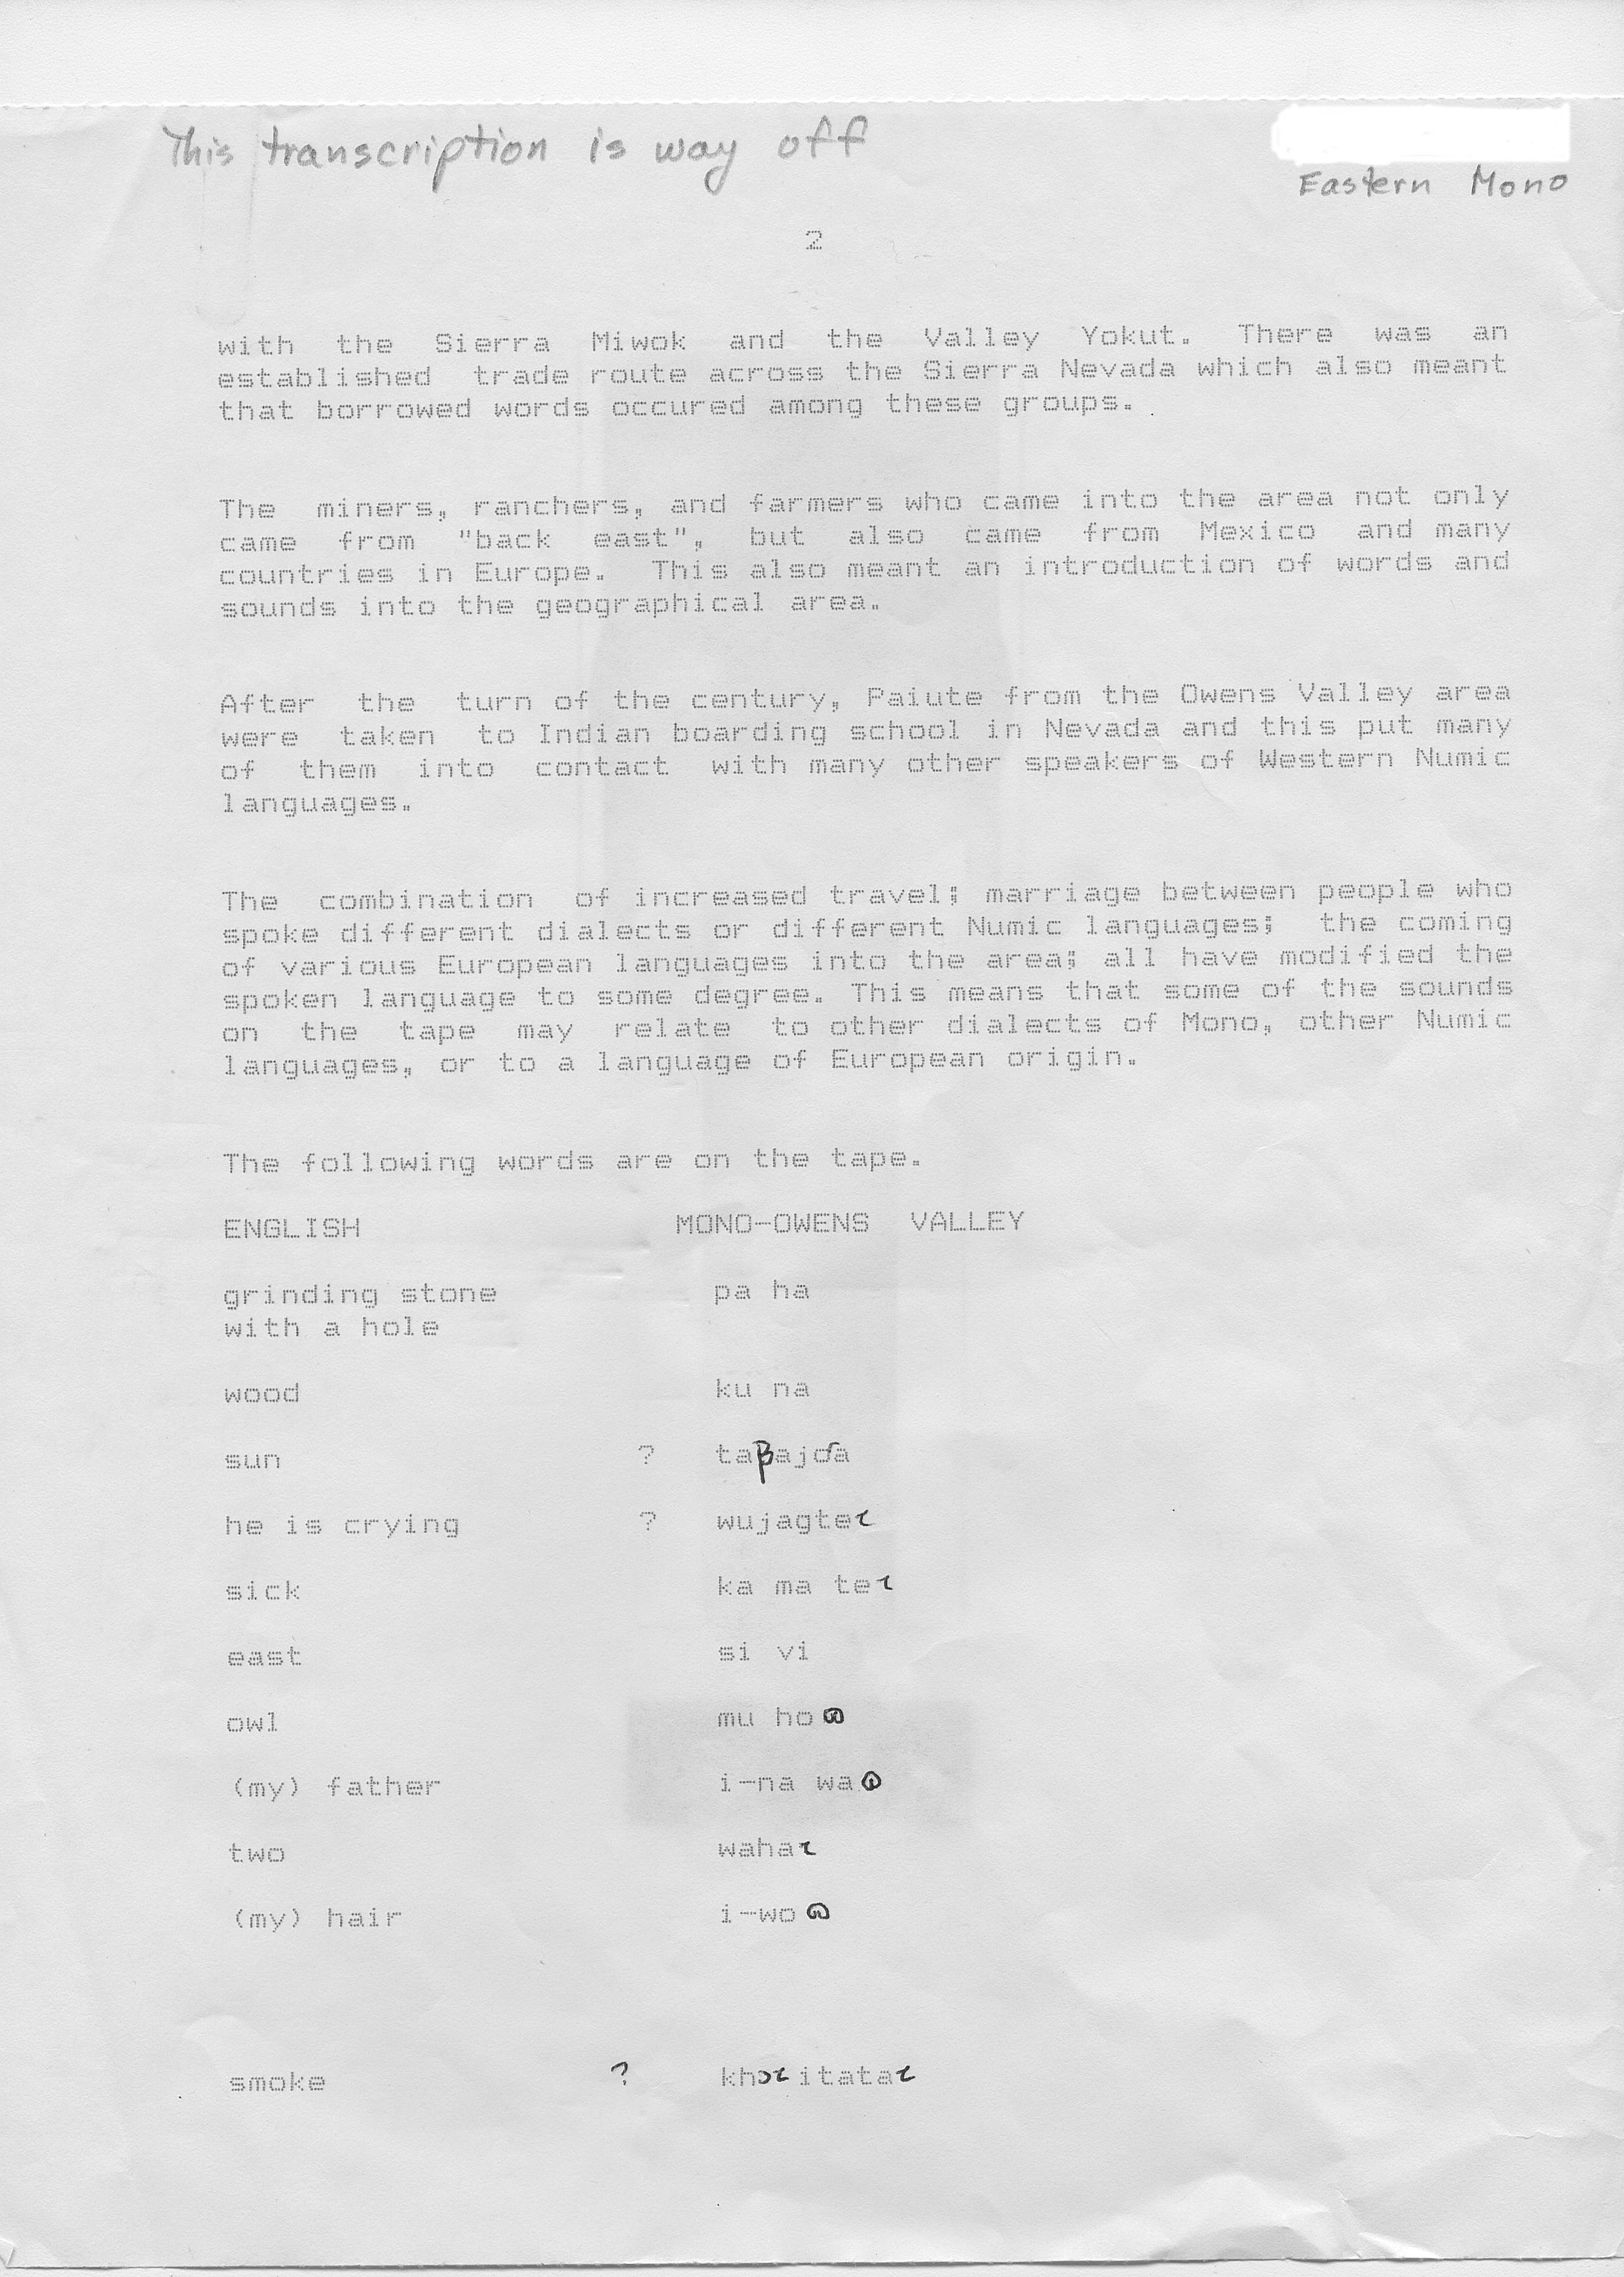 This transcription is way off
Eastern Mono
2
with the Sierra Miwok and the Valley Yokut. There was an
established trade route across the Sierra Nevada which also meant
that borrowed words occured among these groups.
The miners, ranchers, and farmers who came into the area not only
came from "back east", but also came from Mexico and many
countries in Europe. This also meant an introduction of words and
sounds into the geographical area.
After the turn of the century, Paiute from the Owens Valley area
were taken to Indian boarding school in Nevada and this put many
of them into contact with many other speakers of Western Numic
languages.
The combination of increased travel; marriage between people who
spoke different dialects or different Numic languages; the coming
of various European languages into the area; all have modified the
spoken language to some degree. This means that some of the sounds
on the tape may relate to other dialects of Mono, other Numic
languages, or to a language of European origin.
The following words are on the tape.
ENGLISH MONO-OWENS VALLEY
grinding stone pa ha
with a hole
wood ku na
sun ? taβajɗa
he is crying ?
sick ka ma
east si vi
owl mu
(my) father i-na
two
(my) hair
smoke ?